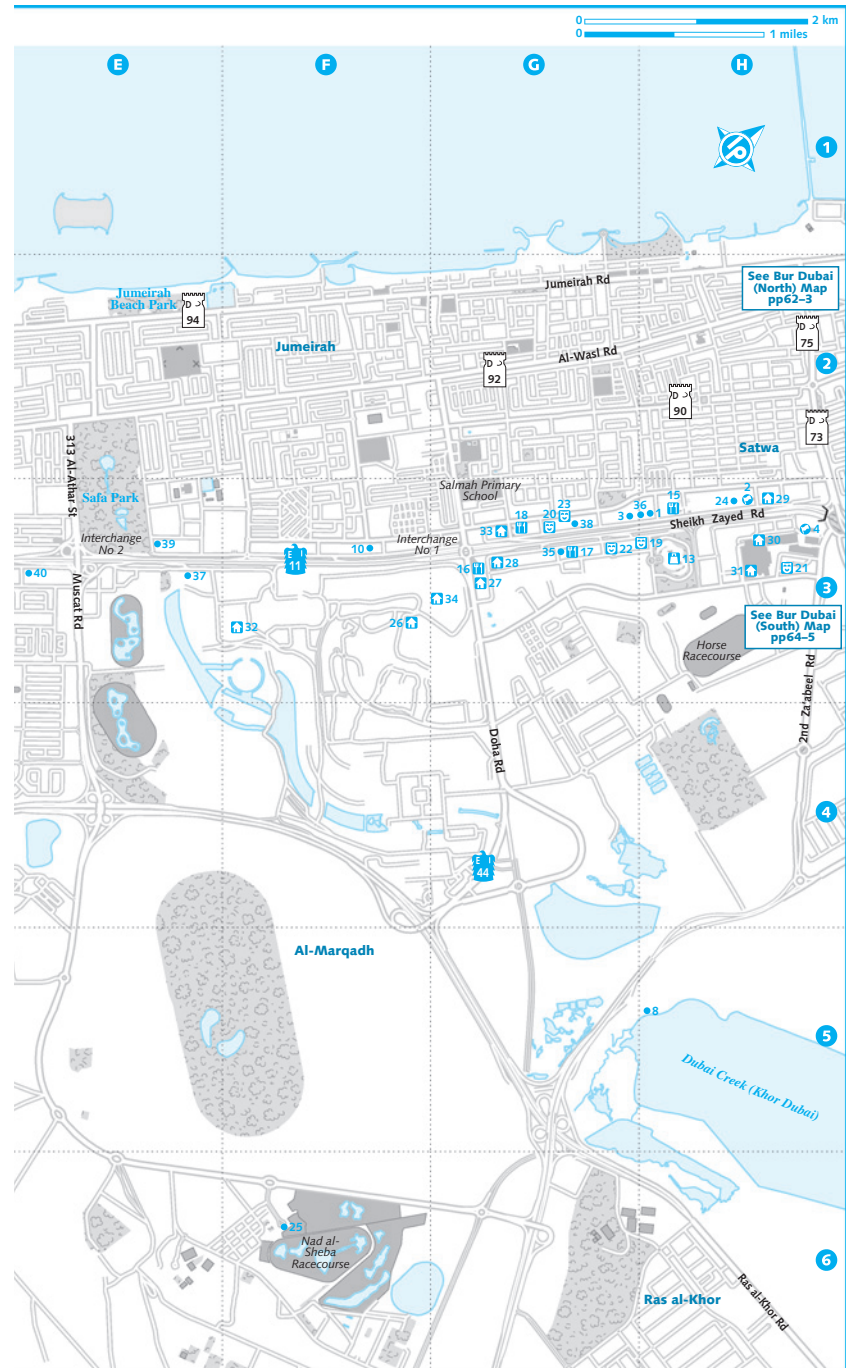 0 2 km
0 1 miles
E
F
G
H
1
Jumeirah Rd
See Bur Dubai
(North) Map
pp62–3
Jumeirah
Beach Park
D
94
Jumeirah
D
75
Al-Wasl Rd
D
92
2
D
90
D
73
313 Al-Athar St
Satwa
Safa Park
Salmah Primary
School
2
24
29
15
36
3
1
23
20
18
38
33
Sheikh Zayed Rd
4
Interchange
No 2
39
10
Interchange
No 1
E
11
35
17
22
19
13
30
31
21
40
37
Muscat Rd
16
28
27
3
34
32
26
See Bur Dubai
(South) Map
pp64–5
Horse
Racecourse
2nd Za'abeel Rd
Doha Rd
4
E
44
Al-Marqadh
8
5
Dubai Creek (Khor Dubai)
25
Nad al-
Sheba
Racecourse
6
Ras al-Khor
Ras al-Khor Rd